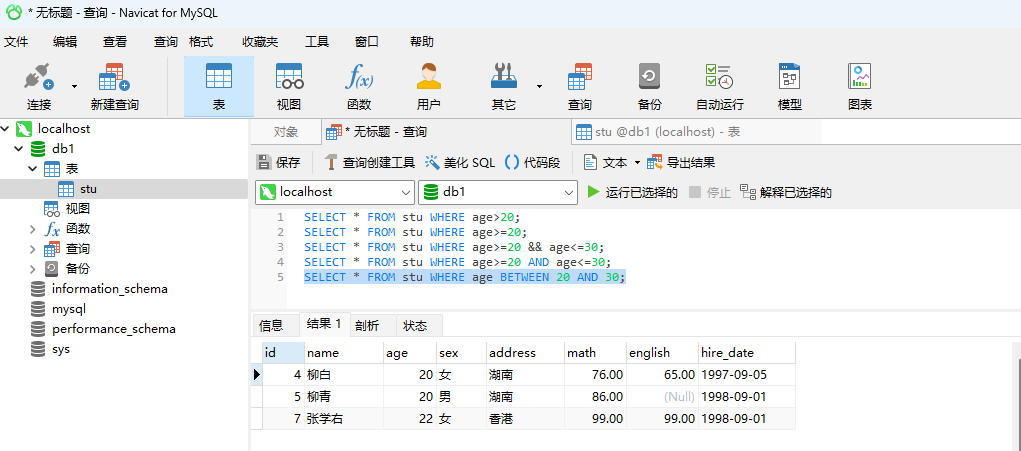 * 无标题 - 查询 - Navicat for MySQL
文件 编辑 查看 查询 格式 收藏夹 工具 窗口 帮助
连接 新建查询 表 视图 函数 用户 其它 查询 备份 自动运行 模型 图表
localhost
db1
表
stu
视图
函数
查询
备份
information_schema
mysql
performance_schema
sys
对象 * 无标题 - 查询 stu @db1 (localhost) - 表
保存 查询创建工具 美化 SQL 代码段 文本 导出结果
localhost db1 运行已选择的 停止 解释已选择的
1 SELECT * FROM stu WHERE age>20;
2 SELECT * FROM stu WHERE age>=20;
3 SELECT * FROM stu WHERE age>=20 && age<=30;
4 SELECT * FROM stu WHERE age>=20 AND age<=30;
5 SELECT * FROM stu WHERE age BETWEEN 20 AND 30;
信息 结果 1 剖析 状态
id name age sex address math english hire_date
4 柳白 20 女 湖南 76.00 65.00 1997-09-05
5 柳青 20 男 湖南 86.00 (Null) 1998-09-01
7 张学右 22 女 香港 99.00 99.00 1998-09-01